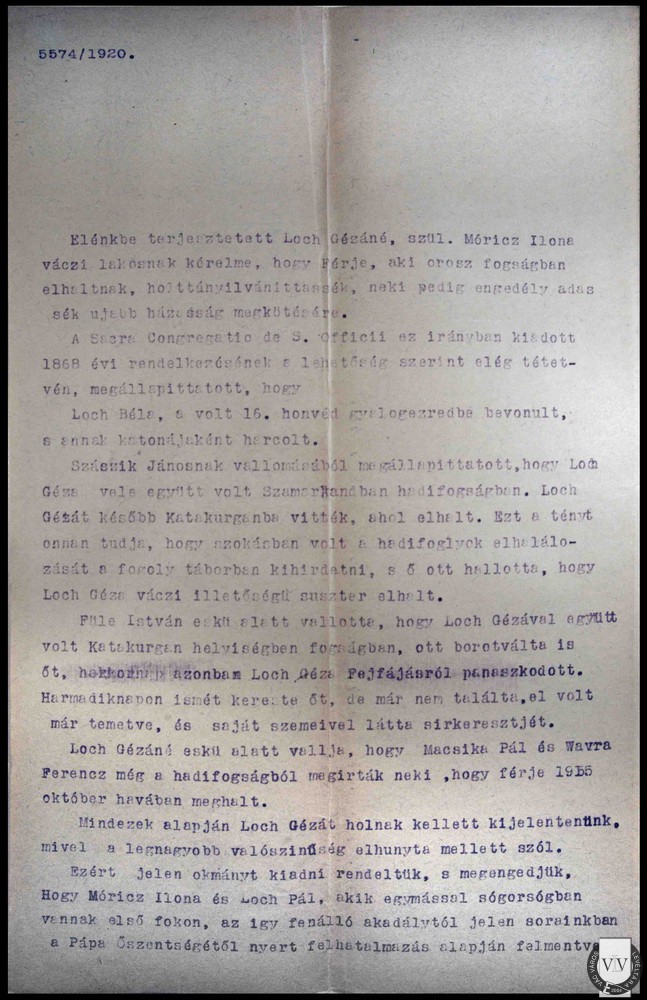 5574/1920.
Elénkbe terjesztetett Loch Gézáné, szül. Móricz Ilona
váczi lakósnak kérelme, hogy Férje, aki orosz fogságban
elhaltnak, holttányilvánittassék, neki pedig engedély adas
sék ujabb házasság megkötésére.
A Sacra Congregatio de S. Officii ez irányban kiadott
1868 évi rendelkezésének a lehetőség szerint elég tétet-
vén, megállapittatott, hogy
Loch Béla, a volt 16. honvéd gyalogezredbe bevonult,
s annak katonájaként harcolt.
Szászik Jánosnak vallomásából megállapittatott,hogy Loch
Géza vele együtt volt Szamarkandban hadifogságban. Loch
Gézát később Katakurganba vitték, ahol elhalt. Ezt a tényt
onnan tudja, hogy szokásban volt a hadifoglyok elhalálo-
zását a fogoly táborban kihirdetni, s ő ott hallotta, hogy
Loch Géza váczi illetőségü suszter elhalt.
Füle István eskü alatt vallotta, hogy Loch Gézával együtt
volt Katakurgan helyiségben fogságban, ott borotválta is
őt, azonban Loch Géza Fejfájásról panaszkodott.
Harmadiknapon ismét kereste őt, de már nem találta,el volt
már temetve, és saját szemeivel látta sirkeresztjét.
Loch Gézáné eskü alatt vallja, hogy Macsika Pál és Wavra
Ferencz még a hadifogságból megirták neki ,hogy férje 1915
október havában meghalt.
Mindezek alapján Loch Gézát holnak kellett kijelentenünk,
mivel a legnagyobb valószinűség elhunyta mellett szól.
Ezért jelen okmányt kiadni rendeltük, s megengedjük,
Hogy Móricz Ilona és Loch Pál, akik egymással sógorságban
vannak első fokon, az igy fenálló akadálytól jelen sorainkban
a Pápa Őszentségétől nyert felhatalmazás alapján felmentve